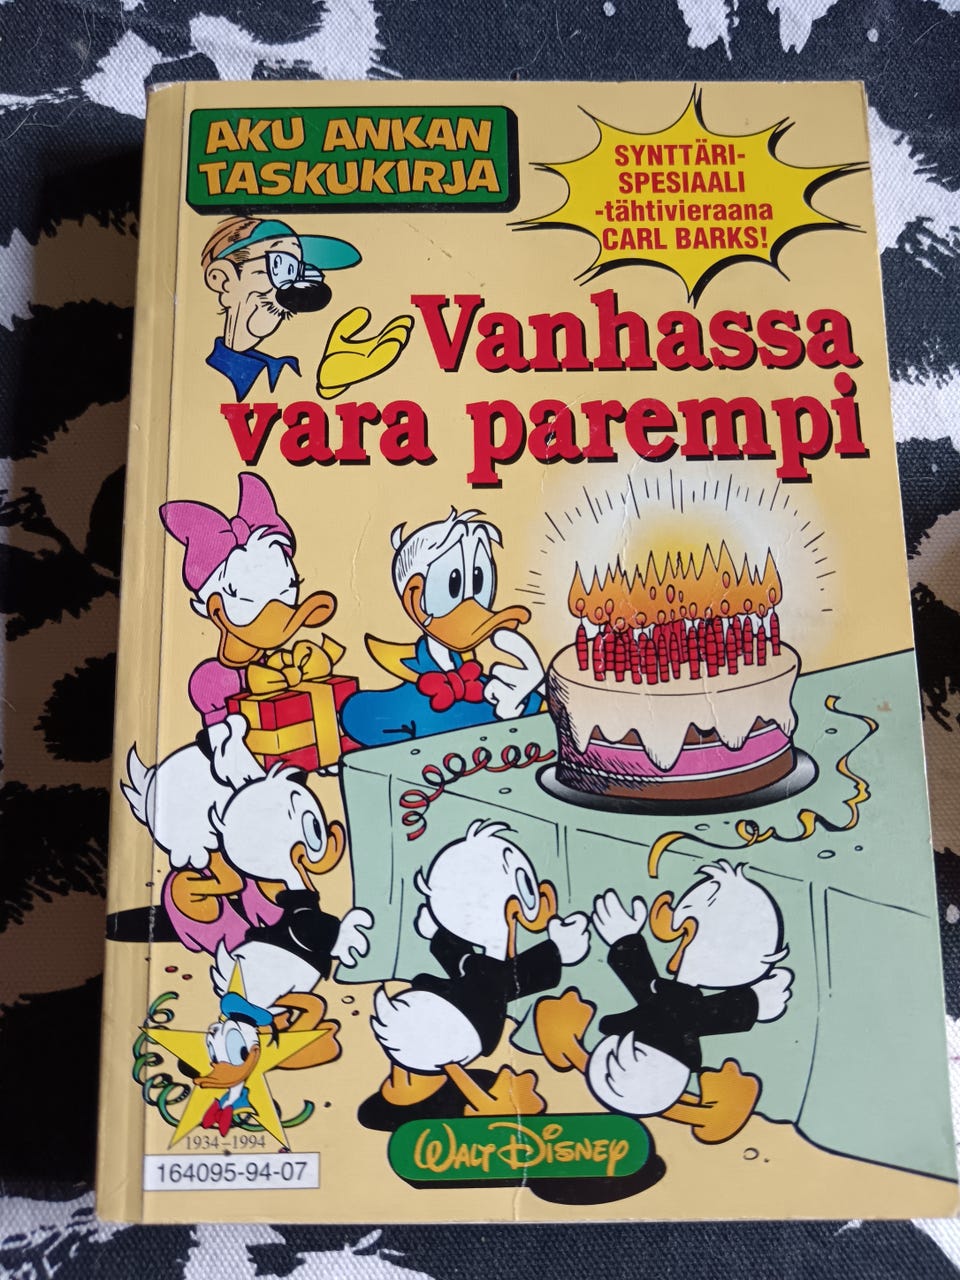 AKU ANKAN
TASKUKIRJA
SYNTTÄRI-
SPESIAALI
-tähtivieraana
CARL BARKS!
Vanhassa
vara parempi
1934-1994
164095-94-07
WALT DISNEY